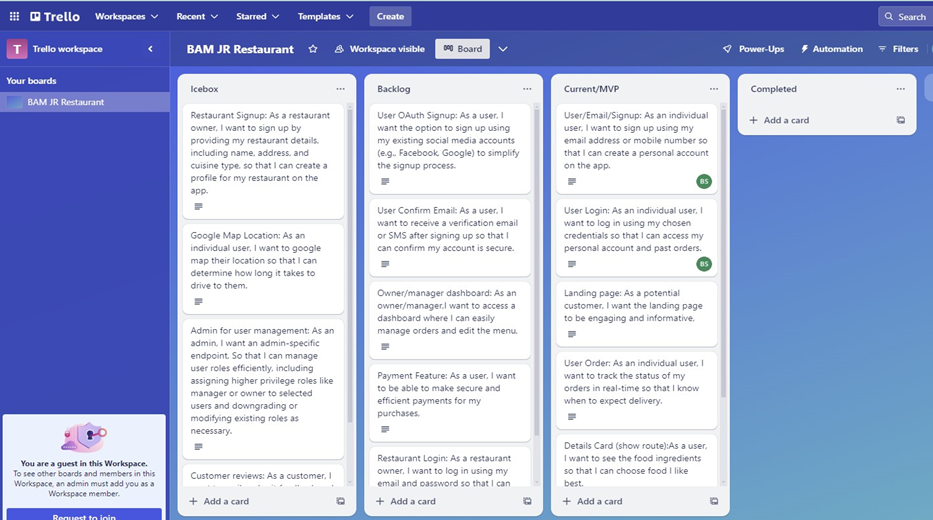 Trello
Workspaces
Recent
Starred
Templates
Create
Search
T
Trello workspace
BAM JR Restaurant
Workspace visible
Board
Power-Ups
Automation
Filters
Your boards
BAM JR Restaurant
You are a guest in this Workspace.
To see other boards and members in this
Workspace, an admin must add you as a
Workspace member.
Request to join
Icebox
Restaurant Signup: As a restaurant
owner, I want to sign up by
providing my restaurant details,
including name, address, and
cuisine type, so that I can create a
profile for my restaurant on the
app.
Google Map Location: As an
individual user, I want to google
map their location so that I can
determine how long it takes to
drive to them.
Admin for user management: As an
admin, I want an admin-specific
endpoint, So that I can manage
user roles efficiently, including
assigning higher privilege roles like
manager or owner to selected
users and downgrading or
modifying existing roles as
necessary.
Customer reviews: As a customer, I
Add a card
Backlog
User OAuth Signup: As a user, I
want the option to sign up using
my existing social media accounts
(e.g., Facebook, Google) to simplify
the signup process.
User Confirm Email: As a user, I
want to receive a verification email
or SMS after signing up so that I
can confirm my account is secure.
Owner/manager dashboard: As an
owner/manager,I want to access a
dashboard where I can easily
manage orders and edit the menu.
Payment Feature: As a user, I want
to be able to make secure and
efficient payments for my
purchases.
Restaurant Login: As a restaurant
owner, I want to log in using my
email and password so that I can
Add a card
Current/MVP
User/Email/Signup: As an individual
user, I want to sign up using my
email address or mobile number so
that I can create a personal account
on the app.
BS
User Login: As an individual user, I
want to log in using my chosen
credentials so that I can access my
personal account and past orders.
BS
Landing page: As a potential
customer, I want the landing page
to be engaging and informative.
User Order: As an individual user, I
want to track the status of my
orders in real-time so that I know
when to expect delivery.
Details Card (show route):As a user,
I want to see the food ingredients
so that I can choose food I like
best.
Add a card
Completed
Add a card